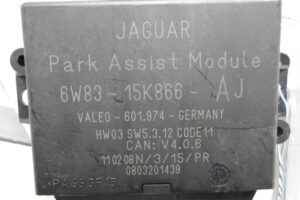 JAGUAR
Park Assist Module
6W83-15K866-AJ
VALEO-601.974-GERMANY
HW03 SW5.3.12 CODE11
CAN: V4.0.6
110208N/3/15/PR
0803201439